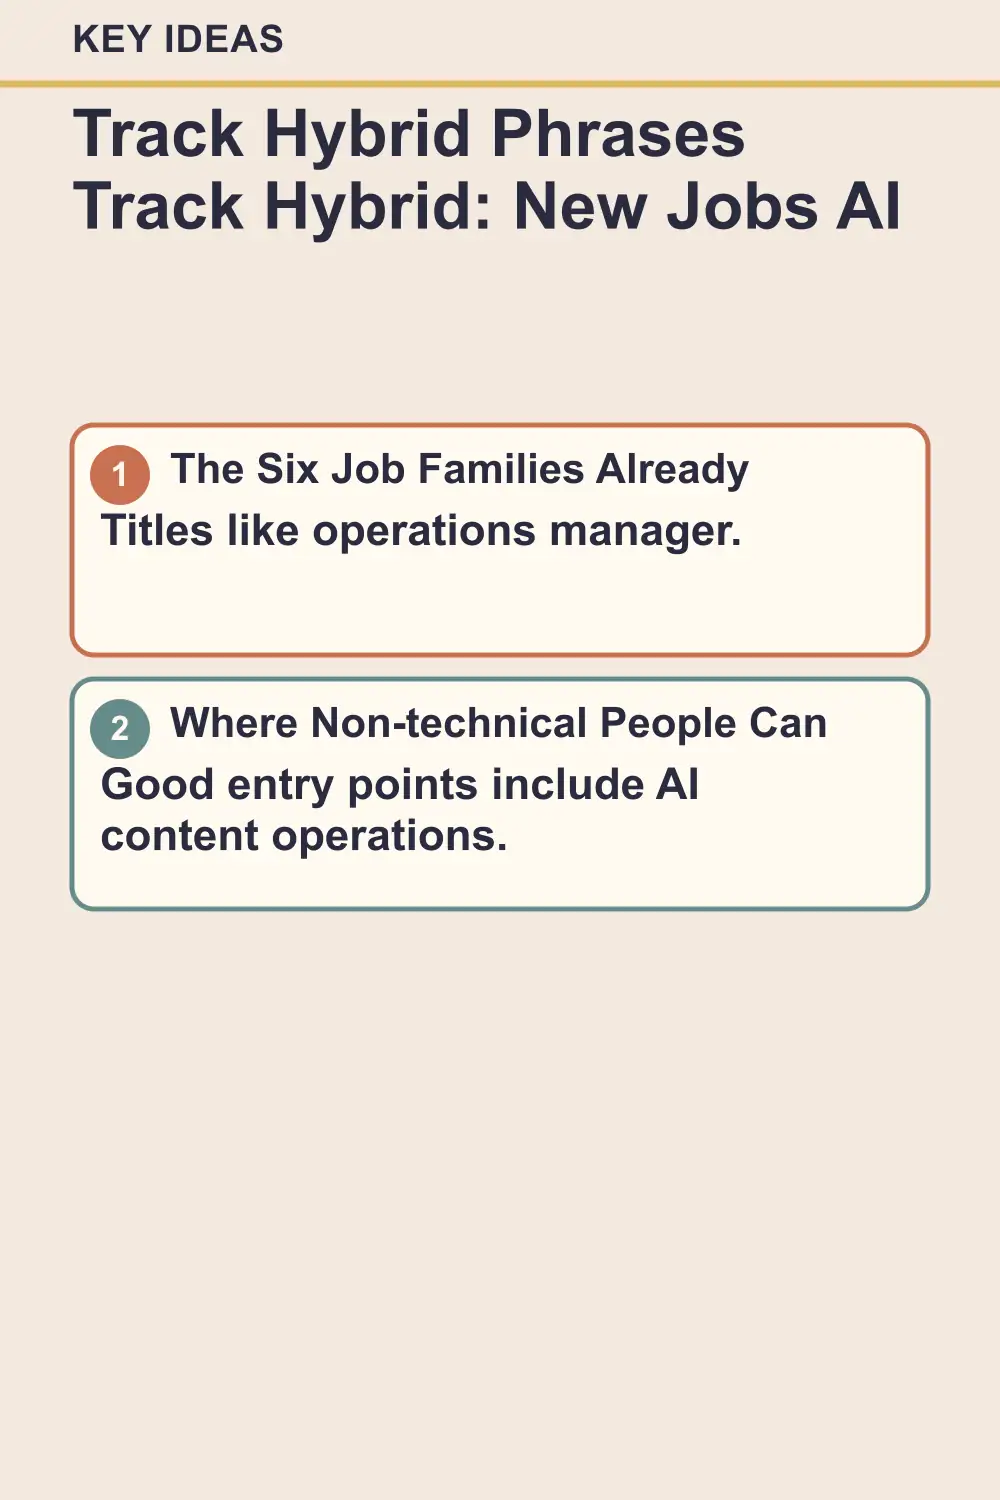 KEY IDEAS
Track Hybrid Phrases
Track Hybrid: New Jobs AI
1 The Six Job Families Already
Titles like operations manager.
2 Where Non-technical People Can
Good entry points include AI
content operations.